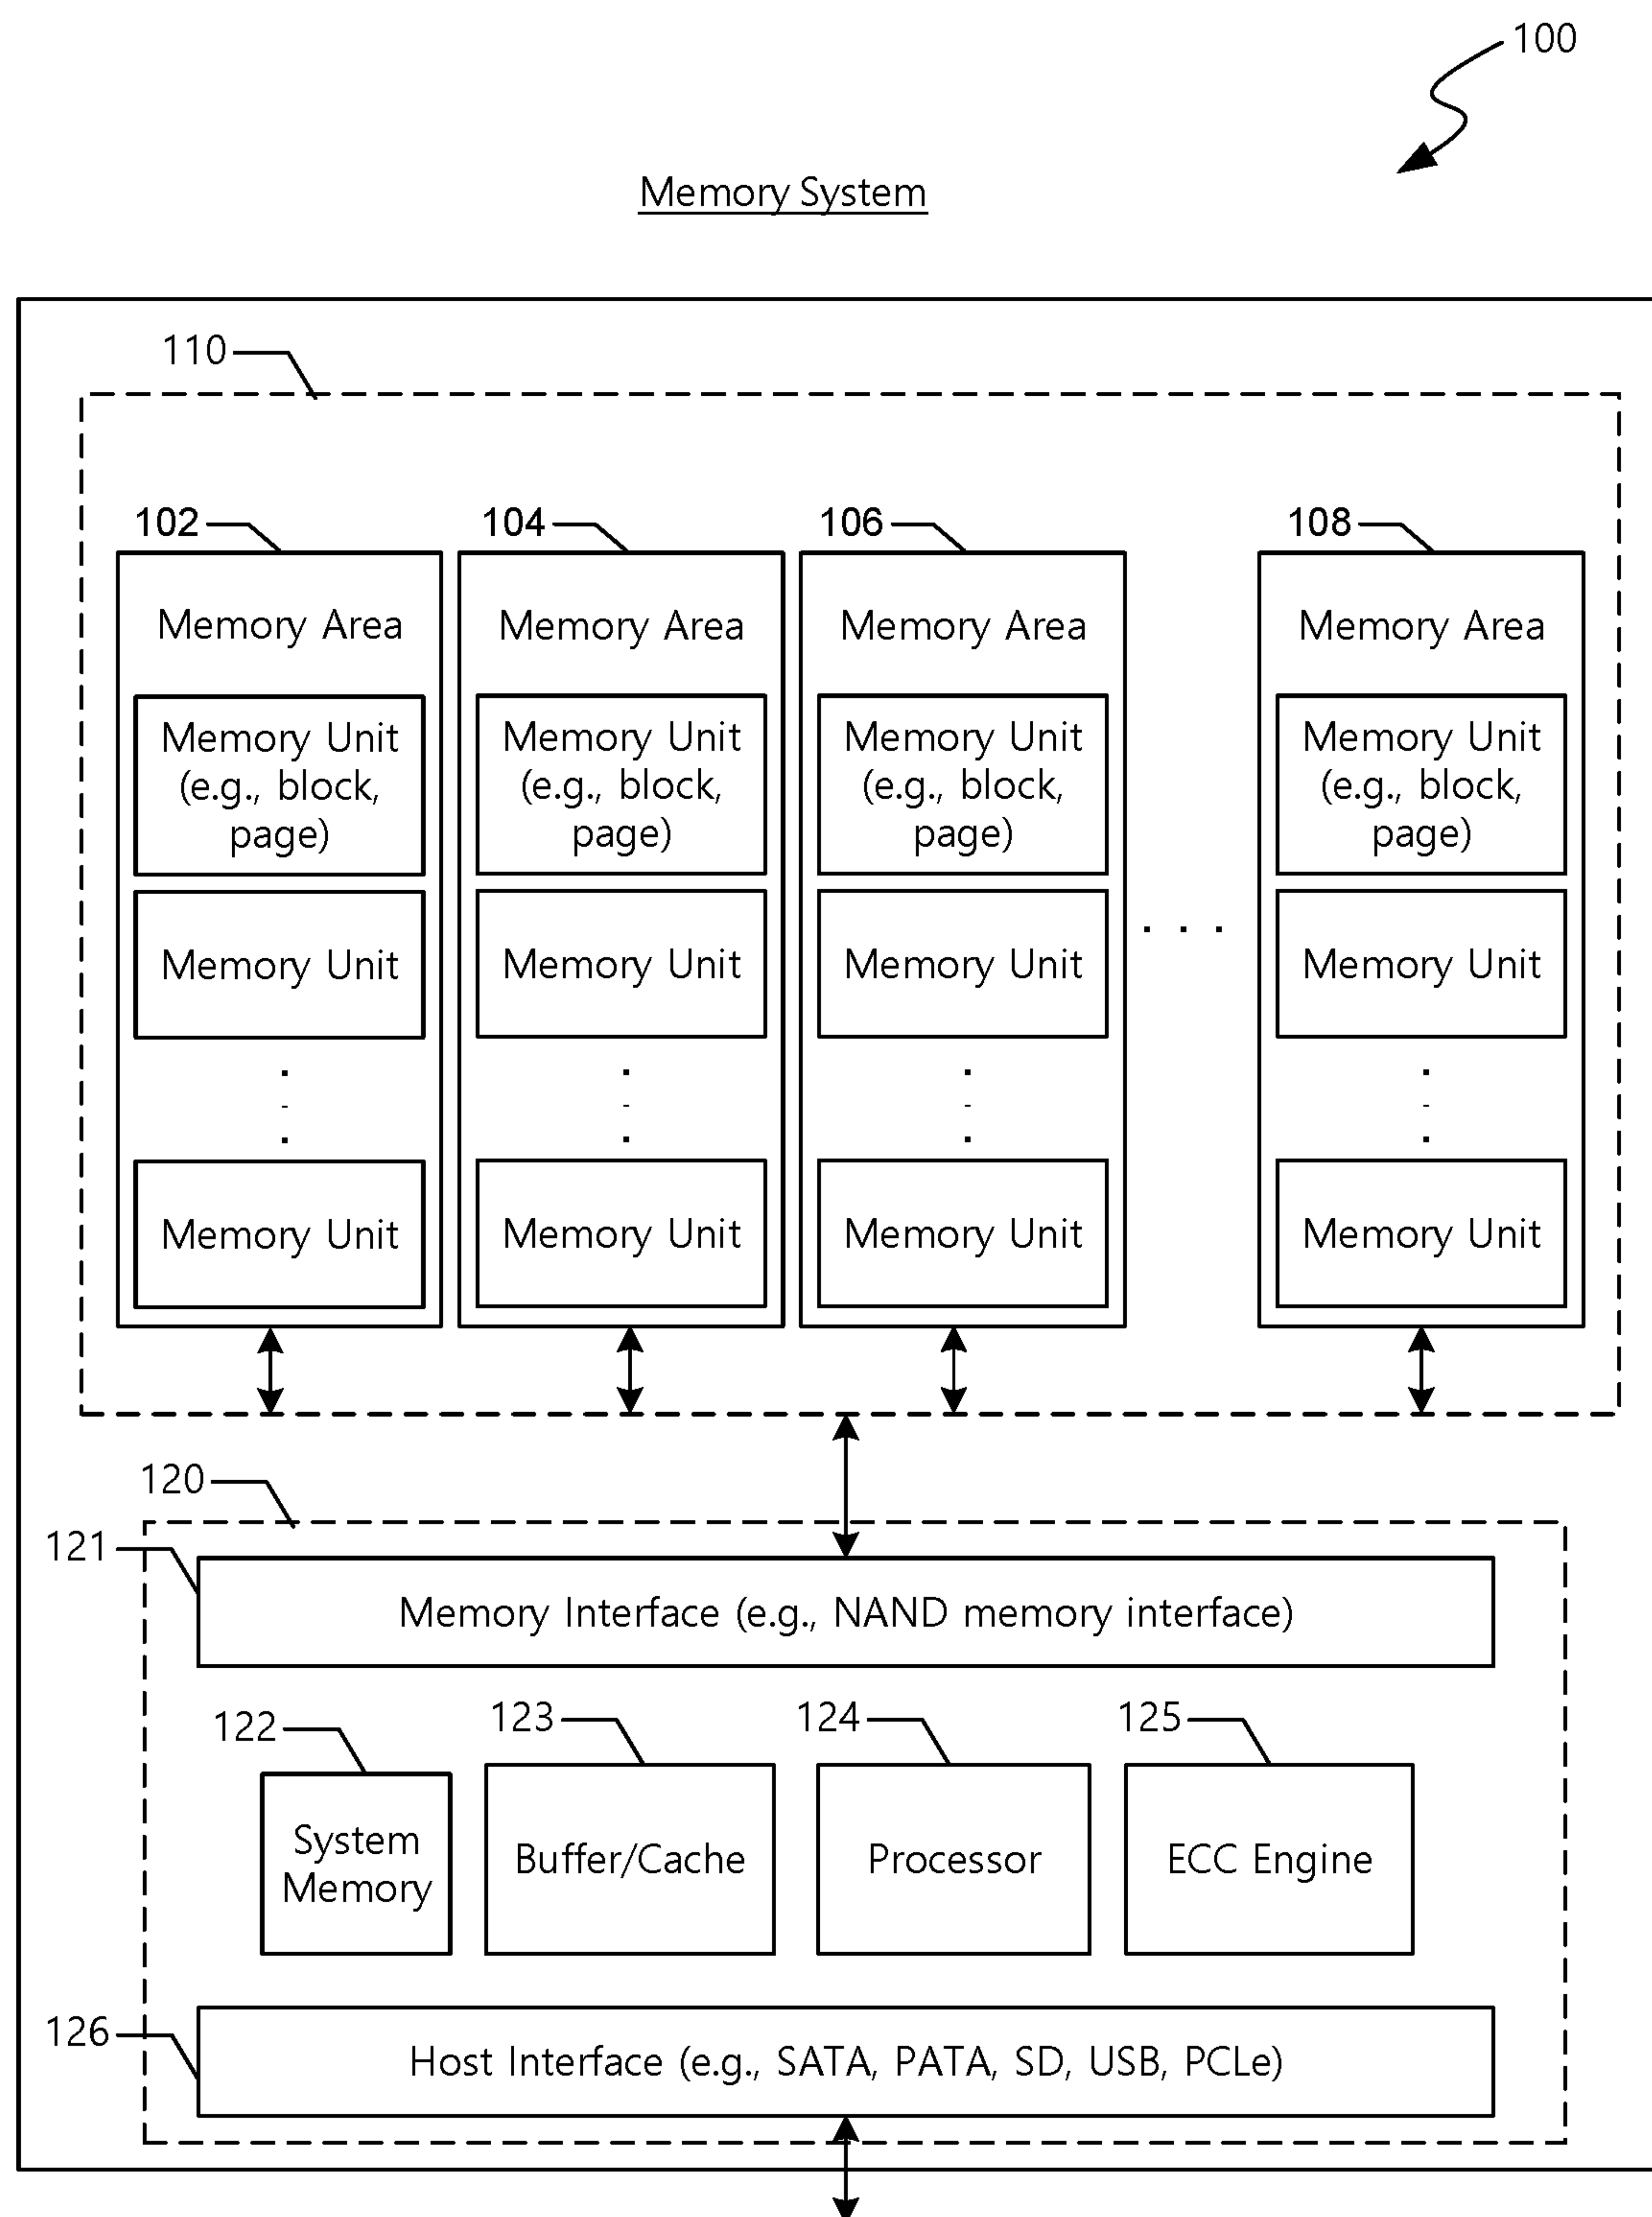 100
Memory System
110
102 104 106 108
Memory Area Memory Area Memory Area Memory Area
Memory Unit Memory Unit Memory Unit Memory Unit
(e.g., block, (e.g., block, (e.g., block, (e.g., block,
page) page) page) page)
Memory Unit Memory Unit Memory Unit . . . Memory Unit
Memory Unit Memory Unit Memory Unit Memory Unit
120
121
Memory Interface (e.g., NAND memory interface)
122 123 124 125
System
Memory
Buffer/Cache
Processor
ECC Engine
126
Host Interface (e.g., SATA, PATA, SD, USB, PCLe)